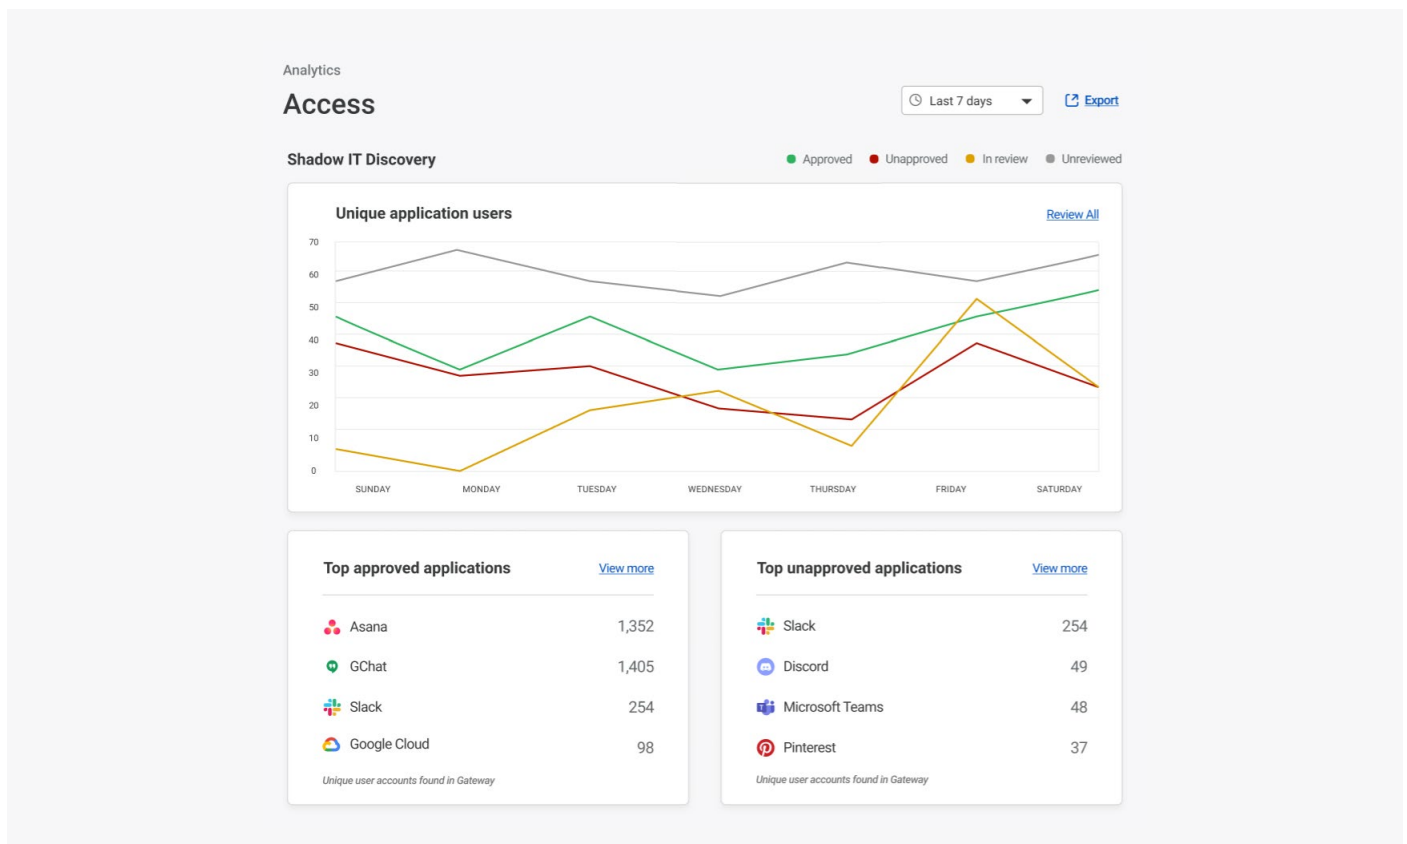 Analytics
Access
Last 7 days
Export
Shadow IT Discovery
Approved Unapproved In review Unreviewed
Unique application users
Review All
70
60
50
40
30
20
10
0
SUNDAY MONDAY TUESDAY WEDNESDAY THURSDAY FRIDAY SATURDAY
Top approved applications View more
Asana 1,352
GChat 1,405
Slack 254
Google Cloud 98
Unique user accounts found in Gateway
Top unapproved applications View more
Slack 254
Discord 49
Microsoft Teams 48
Pinterest 37
Unique user accounts found in Gateway